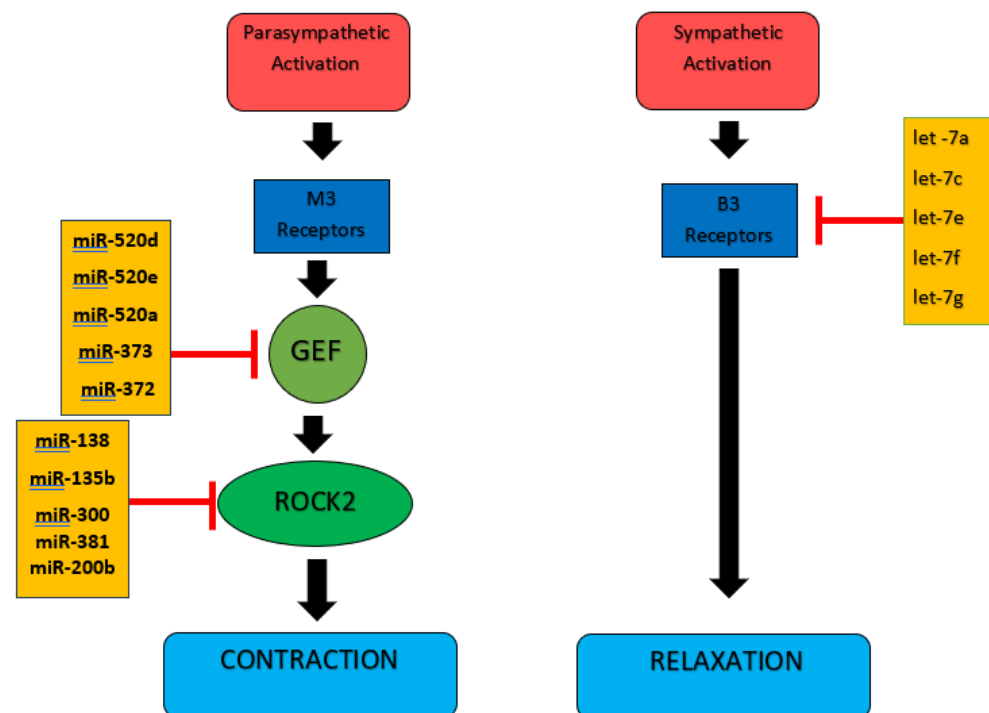 Parasympathetic
Activation
Sympathetic
Activation
M3
Receptors
B3
Receptors
let -7a
let-7c
let-7e
let-7f
let-7g
miR-520d
miR-520e
miR-520a
miR-373
miR-372
GEF
miR-138
miR-135b
miR-300
miR-381
miR-200b
ROCK2
CONTRACTION
RELAXATION